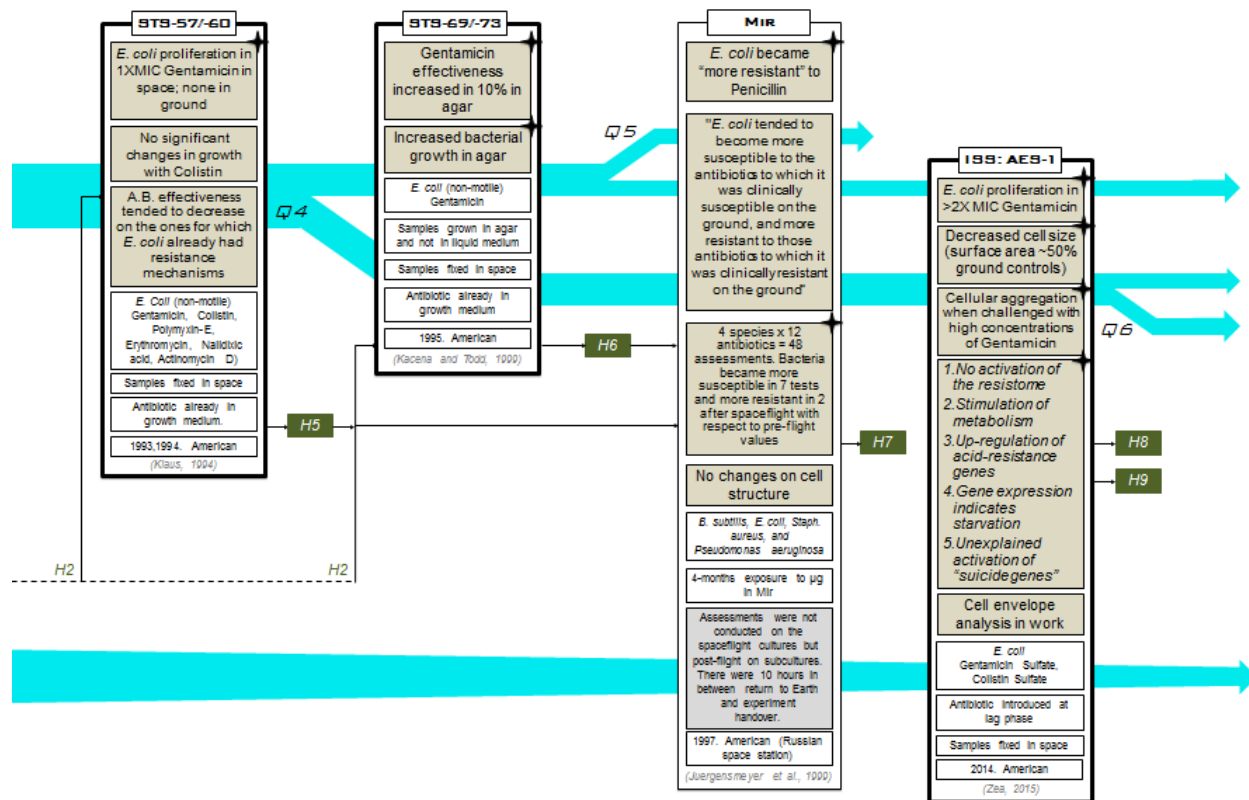 STS-57/-60
E. coli proliferation in
1XMIC Gentamicin in
space; none in
ground
No significant
changes in growth
with Colistin
A.B. effectiveness
tended to decrease
on the ones for which
E. coli already had
resistance
mechanisms
E. Coli (non-motile)
Gentamicin, Colistin,
Polymyxin-E,
Erythromycin, Nalidixic
acid, Actinomycin D)
Samples fixed in space
Antibiotic already in
growth medium.
1993,1994. American
(Klaus, 1994)
H2
Q4
H5
H2
STS-69/-73
Gentamicin
effectiveness
increased in 10% in
agar
Increased bacterial
growth in agar
E. coli (non-motile)
Gentamicin
Samples grown in agar
and not in liquid medium
Samples fixed in space
Antibiotic already in
growth medium
1995. American
(Kacena and Todd, 1999)
Q5
H6
MIR
E. coli became
"more resistant" to
Penicillin
"E. coli tended to
become more
susceptible to the
antibiotics to which it
was clinically
susceptible on the
ground, and more
resistant to those
antibiotics to which it
was clinically resistant
on the ground"
4 species x 12
antibiotics = 48
assessments. Bacteria
became more
susceptible in 7 tests
and more resistant in 2
after spaceflight with
respect to pre-flight
values
No changes on cell
structure
B. subtilis, E. coli, Staph.
aureus, and
Pseudomonas aeruginosa
4-months exposure to µg
in Mir
Assessments were not
conducted on the
spaceflight cultures but
post-flight on subcultures.
There were 10 hours in
between return to Earth
and experiment
handover.
1997. American (Russian
space station)
(Juergensmeyer et al., 1999)
H7
ISS: AES-1
E. coli proliferation in
>2X MIC Gentamicin
Decreased cell size
(surface area ~50%
ground controls)
Cellular aggregation
when challenged with
high concentrations
of Gentamicin
1.No activation of
the resistome
2.Stimulation of
metabolism
3.Up-regulation of
acid-resistance
genes
4.Gene expression
indicates
starvation
5.Unexplained
activation of
"suicide genes"
Cell envelope
analysis in work
E. coli
Gentamicin Sulfate,
Colistin Sulfate
Antibiotic introduced at
lag phase
Samples fixed in space
2014. American
(Zea, 2015)
Q6
H8
H9